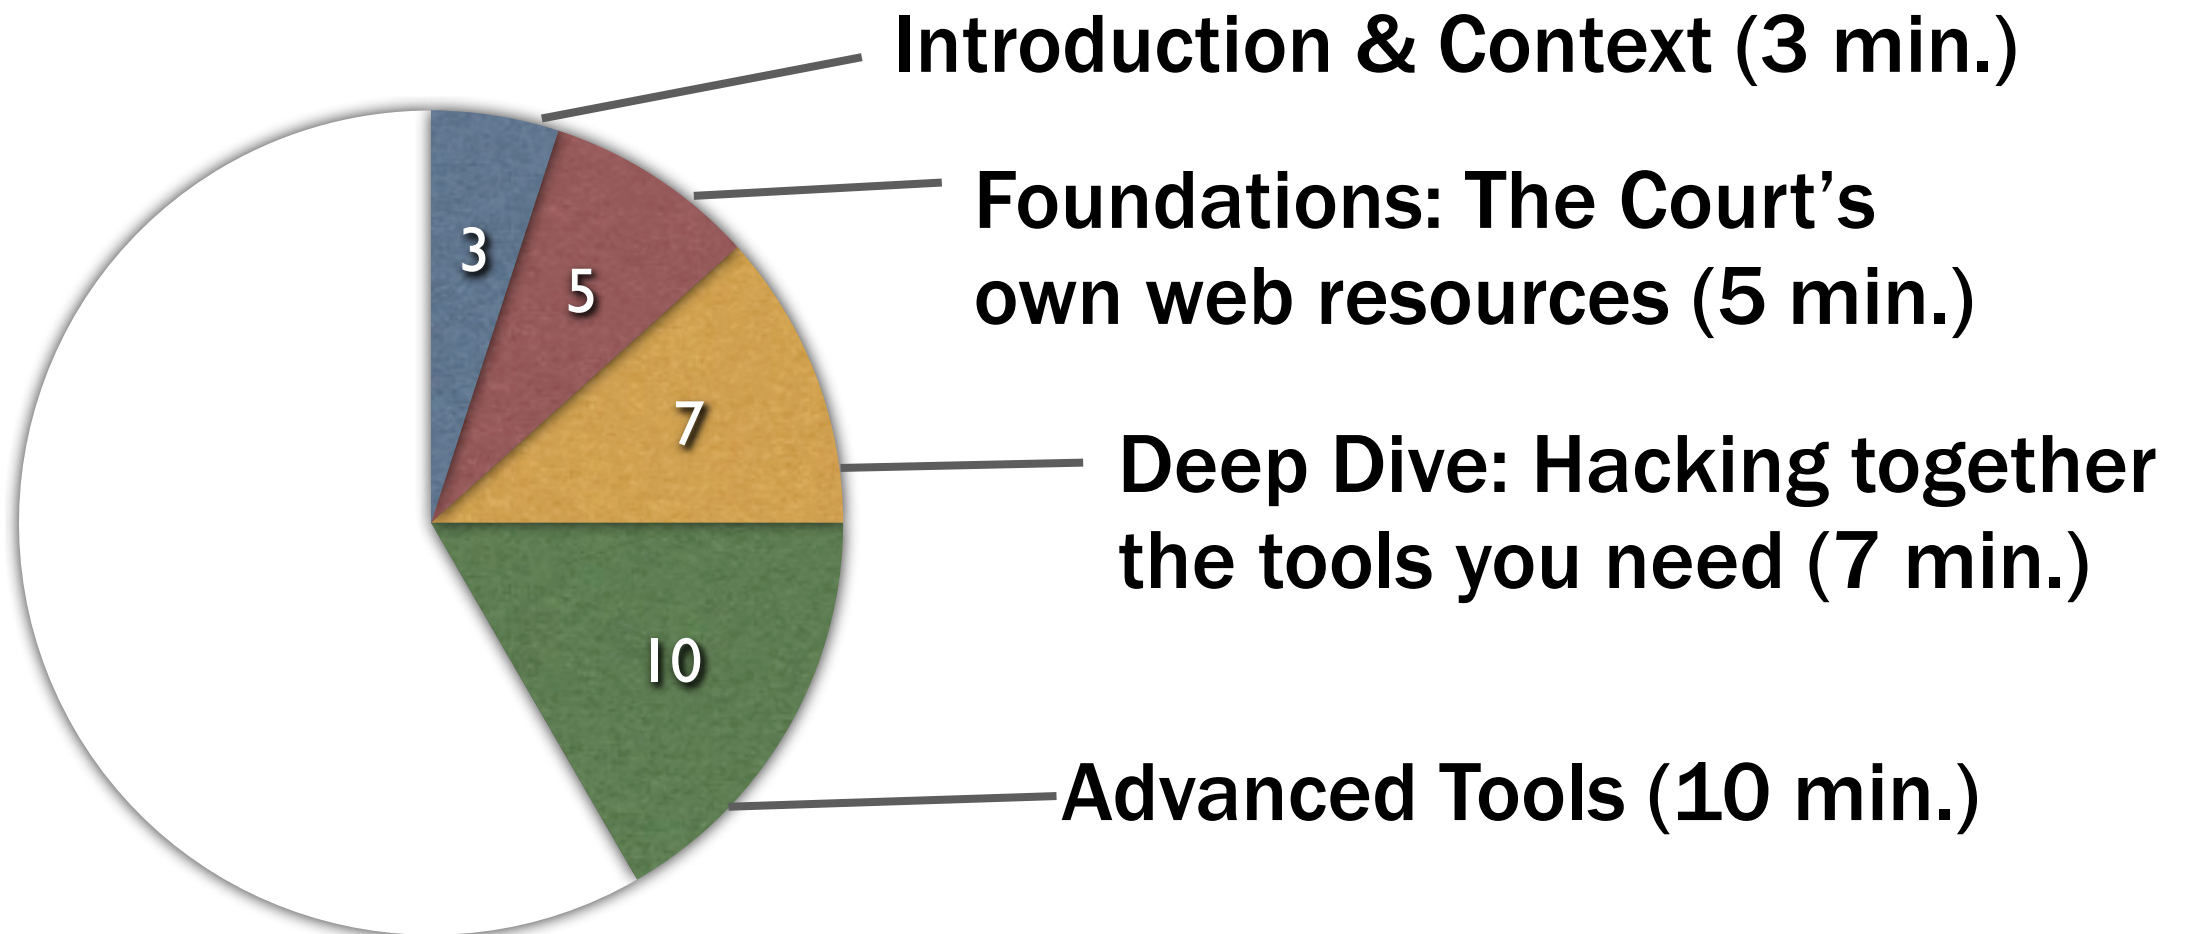 Introduction & Context (3 min.)
Foundations: The Court’s
own web resources (5 min.)
Deep Dive: Hacking together
the tools you need (7 min.)
Advanced Tools (10 min.)
3
5
7
10